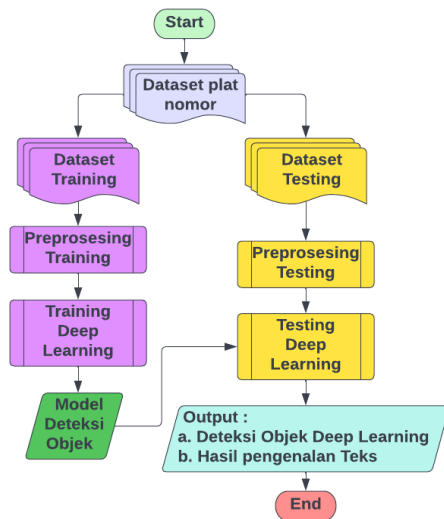 Start
Dataset plat
nomor
Dataset
Training
Dataset
Testing
Preprosesing
Training
Preprosesing
Testing
Training
Deep
Learning
Testing
Deep
Learning
Model
Deteksi
Objek
Output :
a. Deteksi Objek Deep Learning
b. Hasil pengenalan Teks
End